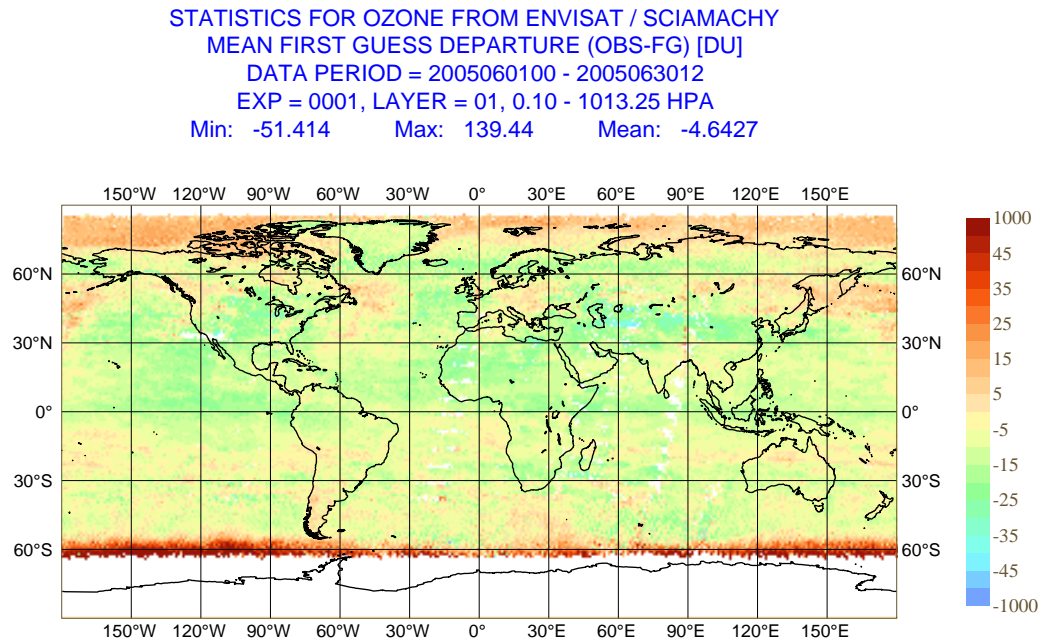 STATISTICS FOR OZONE FROM ENVISAT / SCIAMACHY
MEAN FIRST GUESS DEPARTURE (OBS-FG) [DU]
DATA PERIOD = 2005060100 - 2005063012
EXP = 0001, LAYER = 01, 0.10 - 1013.25 HPA
Min: -51.414 Max: 139.44 Mean: -4.6427
150°W 120°W 90°W 60°W 30°W 0° 30°E 60°E 90°E 120°E 150°E
60°N 60°N
30°N 30°N
0° 0°
30°S 30°S
60°S 60°S
150°W 120°W 90°W 60°W 30°W 0° 30°E 60°E 90°E 120°E 150°E
1000
45
35
25
15
5
-5
-15
-25
-35
-45
-1000